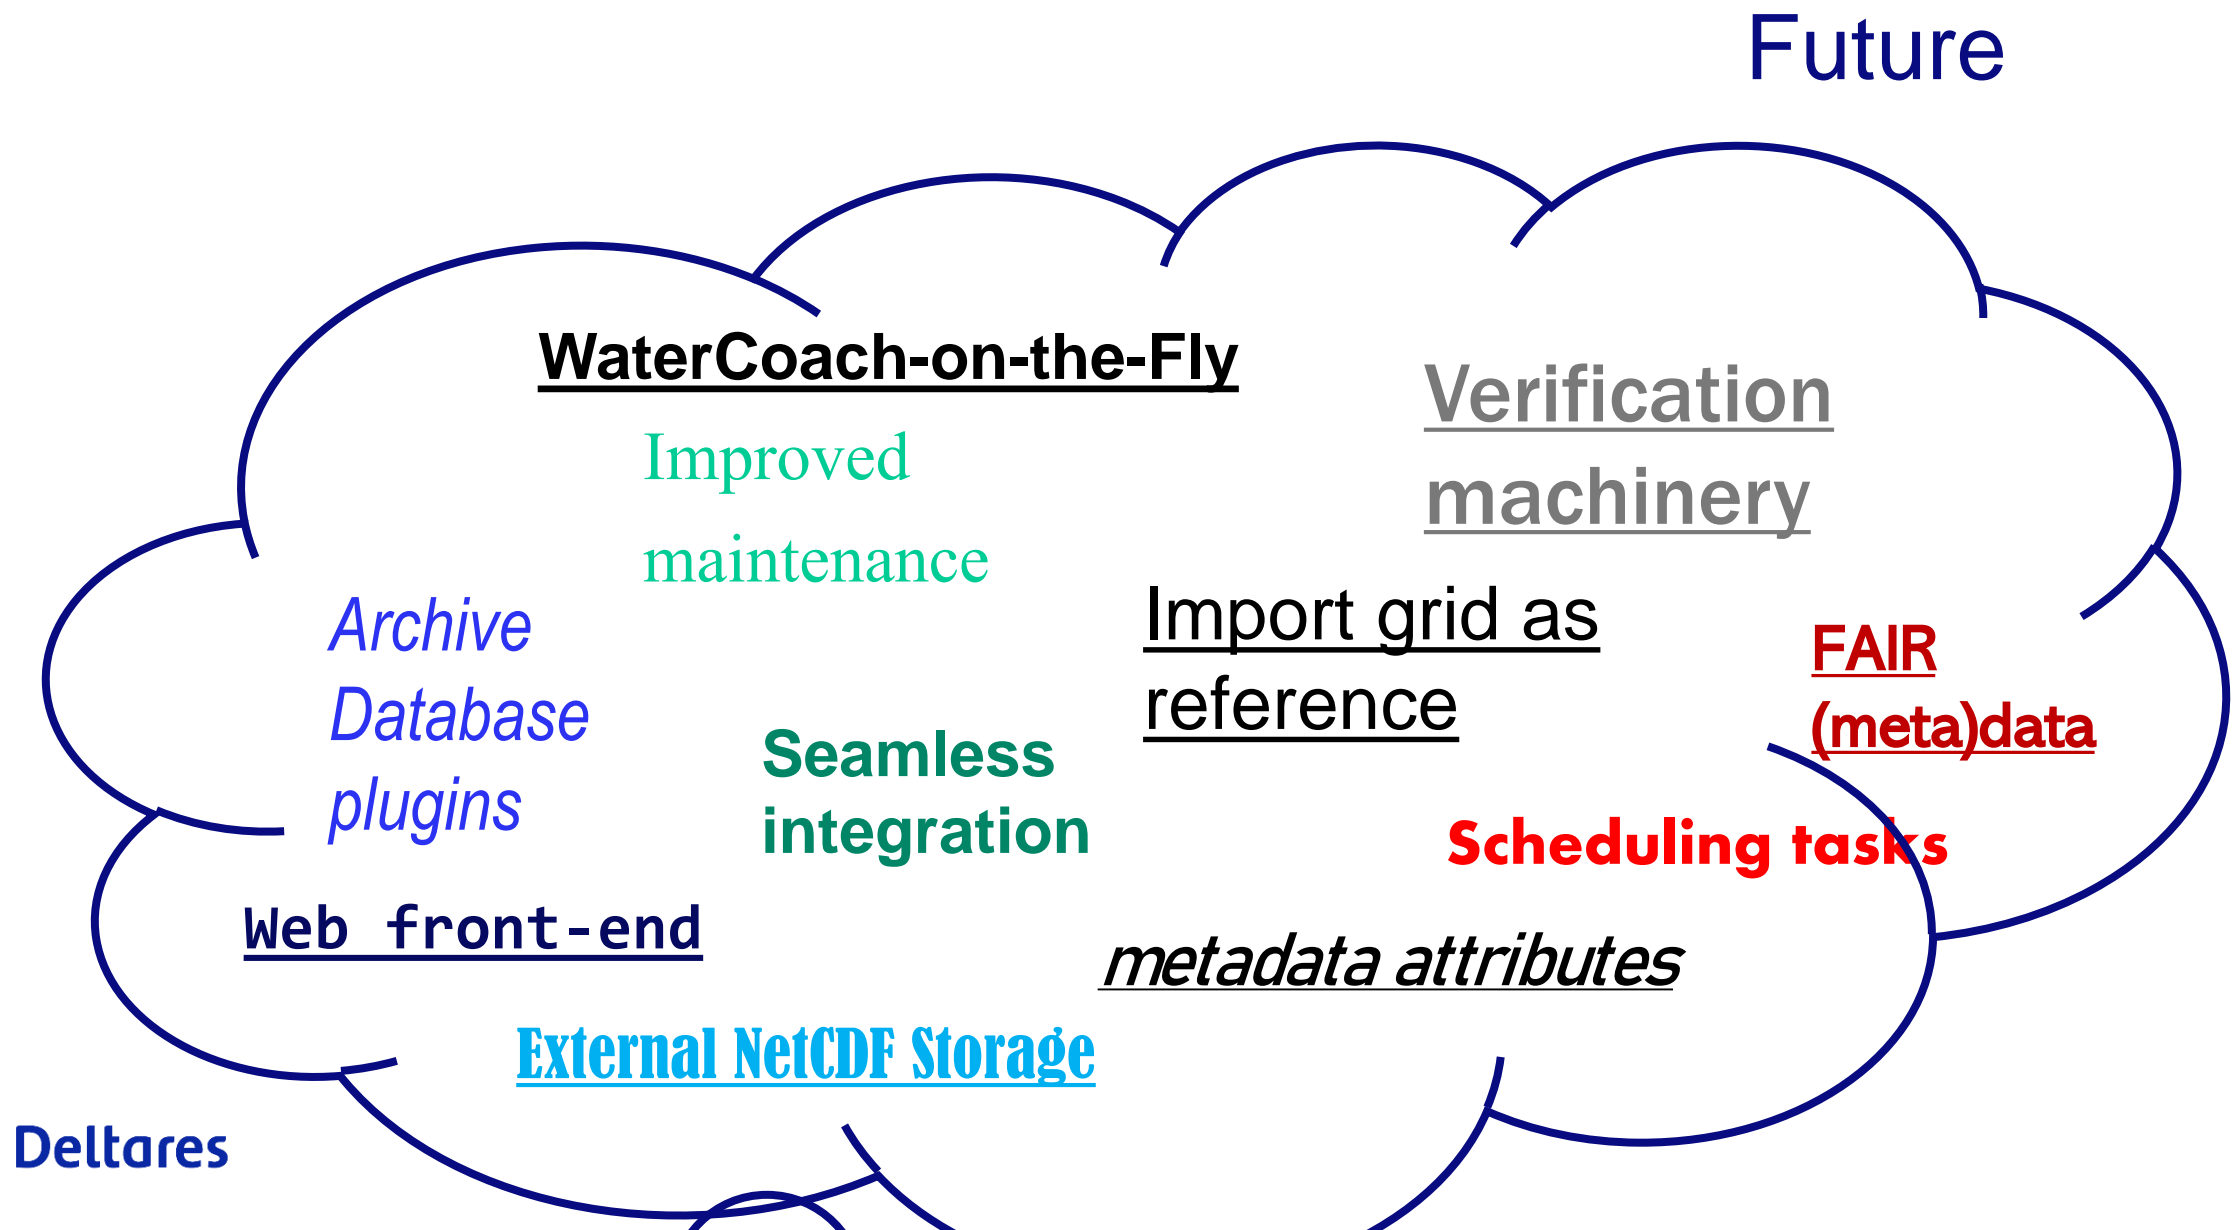 Future
WaterCoach-on-the-Fly
Verification
machinery
Improved
maintenance
Archive
Database
plugins
Import grid as
reference
FAIR
(meta)data
Seamless
integration
Scheduling tasks
Web front-end
metadata attributes
External NetCDF Storage
Deltares